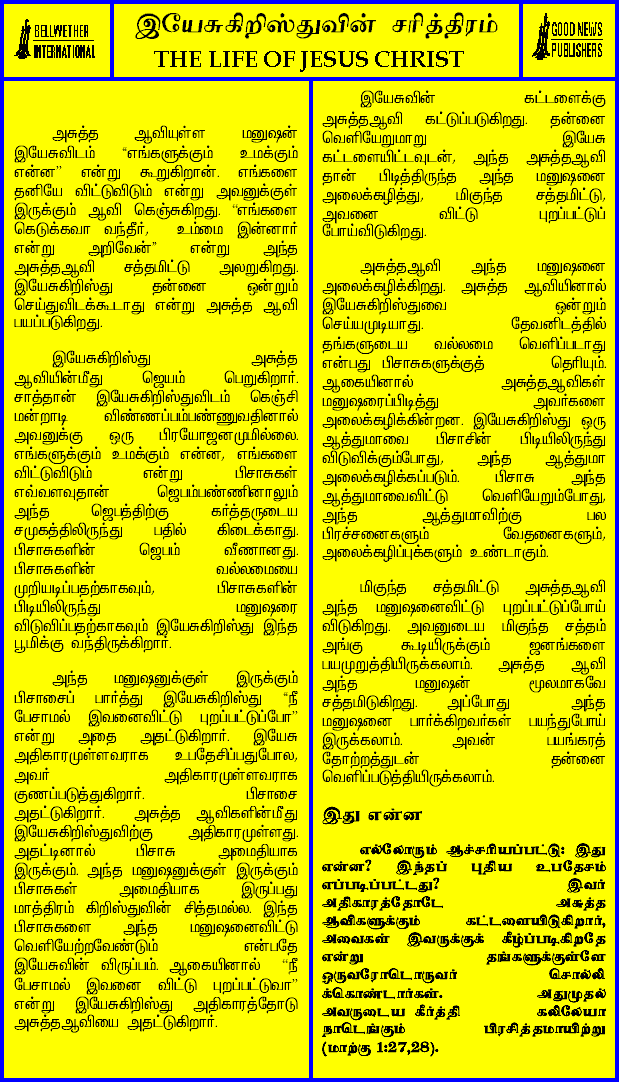 BELLWETHER
INTERNATIONAL
இயேசுகிறிஸ்துவின் சரித்திரம்
THE LIFE OF JESUS CHRIST
GOOD NEWS
PUBLISHERS
அசுத்த ஆவியுள்ள மனுஷன்
இயேசுவிடம் “எங்களுக்கும் உமக்கும்
என்ன” என்று கூறுகிறான். எங்களை
தனியே விட்டுவிடும் என்று அவனுக்குள்
இருக்கும் ஆவி கெஞ்சுகிறது. “எங்களை
கெடுக்கவா வந்தீர், உம்மை இன்னார்
என்று அறிவேன்” என்று அந்த
அசுத்தஆவி சத்தமிட்டு அலறுகிறது.
இயேசுகிறிஸ்து தன்னை ஒன்றும்
செய்துவிடக்கூடாது என்று அசுத்த ஆவி
பயப்படுகிறது.
இயேசுகிறிஸ்து அசுத்த
ஆவியின்மீது ஜெயம் பெறுகிறார்.
சாத்தான் இயேசுகிறிஸ்துவிடம் கெஞ்சி
மன்றாடி விண்ணப்பம்பண்ணுவதினால்
அவனுக்கு ஒரு பிரயோஜனமுமில்லை.
எங்களுக்கும் உமக்கும் என்ன, எங்களை
விட்டுவிடும் என்று பிசாசுகள்
எவ்வளவுதான் ஜெபம்பண்ணினாலும்
அந்த ஜெபத்திற்கு கர்த்தருடைய
சமுகத்திலிருந்து பதில் கிடைக்காது.
பிசாசுகளின் ஜெபம் வீணானது.
பிசாசுகளின் வல்லமையை
முறியடிப்பதற்காகவும், பிசாசுகளின்
பிடியிலிருந்து மனுஷரை
விடுவிப்பதற்காகவும் இயேசுகிறிஸ்து இந்த
பூமிக்கு வந்திருக்கிறார்.
அந்த மனுஷனுக்குள் இருக்கும்
பிசாசைப் பார்த்து இயேசுகிறிஸ்து “நீ
பேசாமல் இவனைவிட்டு புறப்பட்டுப்போ”
என்று அதை அதட்டுகிறார். இயேசு
அதிகாரமுள்ளவராக உபதேசிப்பதுபோல,
அவர் அதிகாரமுள்ளவராக
குணப்படுத்துகிறார். பிசாசை
அதட்டுகிறார். அசுத்த ஆவிகளின்மீது
இயேசுகிறிஸ்துவிற்கு அதிகாரமுள்ளது.
அதட்டினால் பிசாசு அமைதியாக
இருக்கும். அந்த மனுஷனுக்குள் இருக்கும்
பிசாசுகள் அமைதியாக இருப்பது
மாத்திரம் கிறிஸ்துவின் சித்தமல்ல. இந்த
பிசாசுகளை அந்த மனுஷனைவிட்டு
வெளியேற்றவேண்டும் என்பதே
இயேசுவின் விருப்பம். ஆகையினால் “நீ
பேசாமல் இவனை விட்டு புறப்பட்டுவா”
என்று இயேசுகிறிஸ்து அதிகாரத்தோடு
அசுத்தஆவியை அதட்டுகிறார்.
இயேசுவின் கட்டளைக்கு
அசுத்தஆவி கட்டுப்படுகிறது. தன்னை
வெளியேறுமாறு இயேசு
கட்டளையிட்டவுடன், அந்த அசுத்தஆவி
தான் பிடித்திருந்த அந்த மனுஷனை
அலைக்கழித்து, மிகுந்த சத்தமிட்டு,
அவனை விட்டு புறப்பட்டுப்
போய்விடுகிறது.
அசுத்தஆவி அந்த மனுஷனை
அலைக்கழிக்கிறது. அசுத்த ஆவியினால்
இயேசுகிறிஸ்துவை ஒன்றும்
செய்யமுடியாது. தேவனிடத்தில்
தங்களுடைய வல்லமை வெளிப்படாது
என்பது பிசாசுகளுக்குத் தெரியும்.
ஆகையினால் அசுத்தஆவிகள்
மனுஷரைப்பிடித்து அவர்களை
அலைக்கழிக்கின்றன. இயேசுகிறிஸ்து ஒரு
ஆத்துமாவை பிசாசின் பிடியிலிருந்து
விடுவிக்கும்போது, அந்த ஆத்துமா
அலைக்கழிக்கப்படும். பிசாசு அந்த
ஆத்துமாவைவிட்டு வெளியேறும்போது,
அந்த ஆத்துமாவிற்கு பல
பிரச்சனைகளும் வேதனைகளும்,
அலைக்கழிப்புக்களும் உண்டாகும்.
மிகுந்த சத்தமிட்டு அசுத்தஆவி
அந்த மனுஷனைவிட்டு புறப்பட்டுப்போய்
விடுகிறது. அவனுடைய மிகுந்த சத்தம்
அங்கு கூடியிருக்கும் ஜனங்களை
பயமுறுத்தியிருக்கலாம். அசுத்த ஆவி
அந்த மனுஷன் மூலமாகவே
சத்தமிடுகிறது. அப்போது அந்த
மனுஷனை பார்க்கிறவர்கள் பயந்துபோய்
இருக்கலாம். அவன் பயங்கரத்
தோற்றத்துடன் தன்னை
வெளிப்படுத்தியிருக்கலாம்.
இது என்ன
எல்லோரும் ஆச்சரியப்பட்டு: இது
என்ன? இந்தப் புதிய உபதேசம்
எப்படிப்பட்டது? இவர்
அதிகாரத்தோடே அசுத்த
ஆவிகளுக்கும் கட்டளையிடுகிறார்,
அவைகள் இவருக்குக் கீழ்ப்படிகிறதே
என்று தங்களுக்குள்ளே
ஒருவரோடொருவர் சொல்லி
க்கொண்டார்கள். அதுமுதல்
அவருடைய கீர்த்தி கலிலேயா
நாடெங்கும் பிரசித்தமாயிற்று
(மாற்கு 1:27,28).